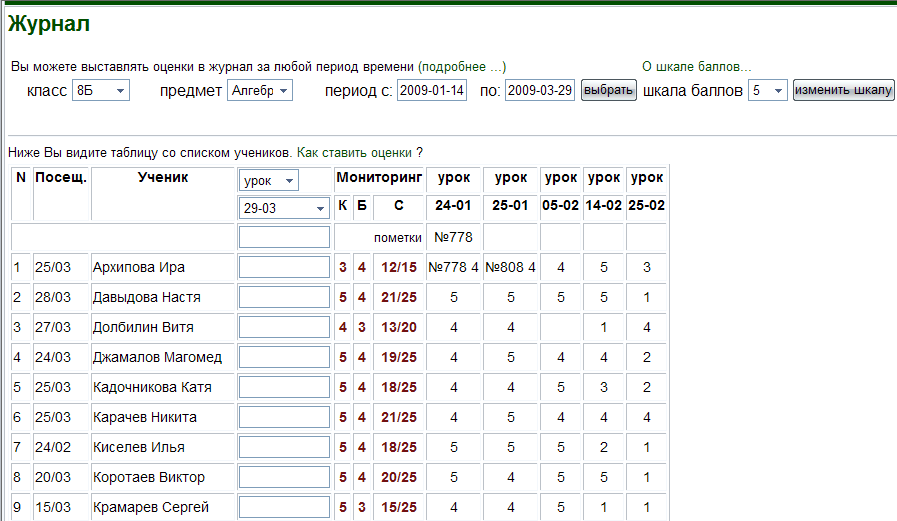 Журнал
Вы можете выставлять оценки в журнал за любой период времени (подробнее ...) О шкале баллов...
класс 8Б предмет Алгебр период с: 2009-01-14 по: 2009-03-29 выбрать шкала баллов 5 изменить шкалу
Ниже Вы видите таблицу со списком учеников. Как ставить оценки ?
N Посещ. Ученик урок Мониторинг урок урок урок урок урок
29-03 К Б С 24-01 25-01 05-02 14-02 25-02
пометки №778
1 25/03 Архипова Ира 3 4 12/15 №778 4 №808 4 4 5 3
2 28/03 Давыдова Настя 5 4 21/25 5 5 5 5 1
3 27/03 Долбилин Витя 4 3 13/20 4 4 1 4
4 24/03 Джамалов Магомед 5 4 19/25 4 5 4 4 2
5 25/03 Кадочникова Катя 5 4 18/25 4 4 5 3 2
6 25/03 Карачев Никита 5 4 21/25 4 5 4 4 4
7 24/02 Киселев Илья 5 4 18/25 5 5 5 2 1
8 20/03 Коротаев Виктор 5 4 20/25 5 4 5 5 1
9 15/03 Крамарев Сергей 5 3 15/25 4 4 5 1 1